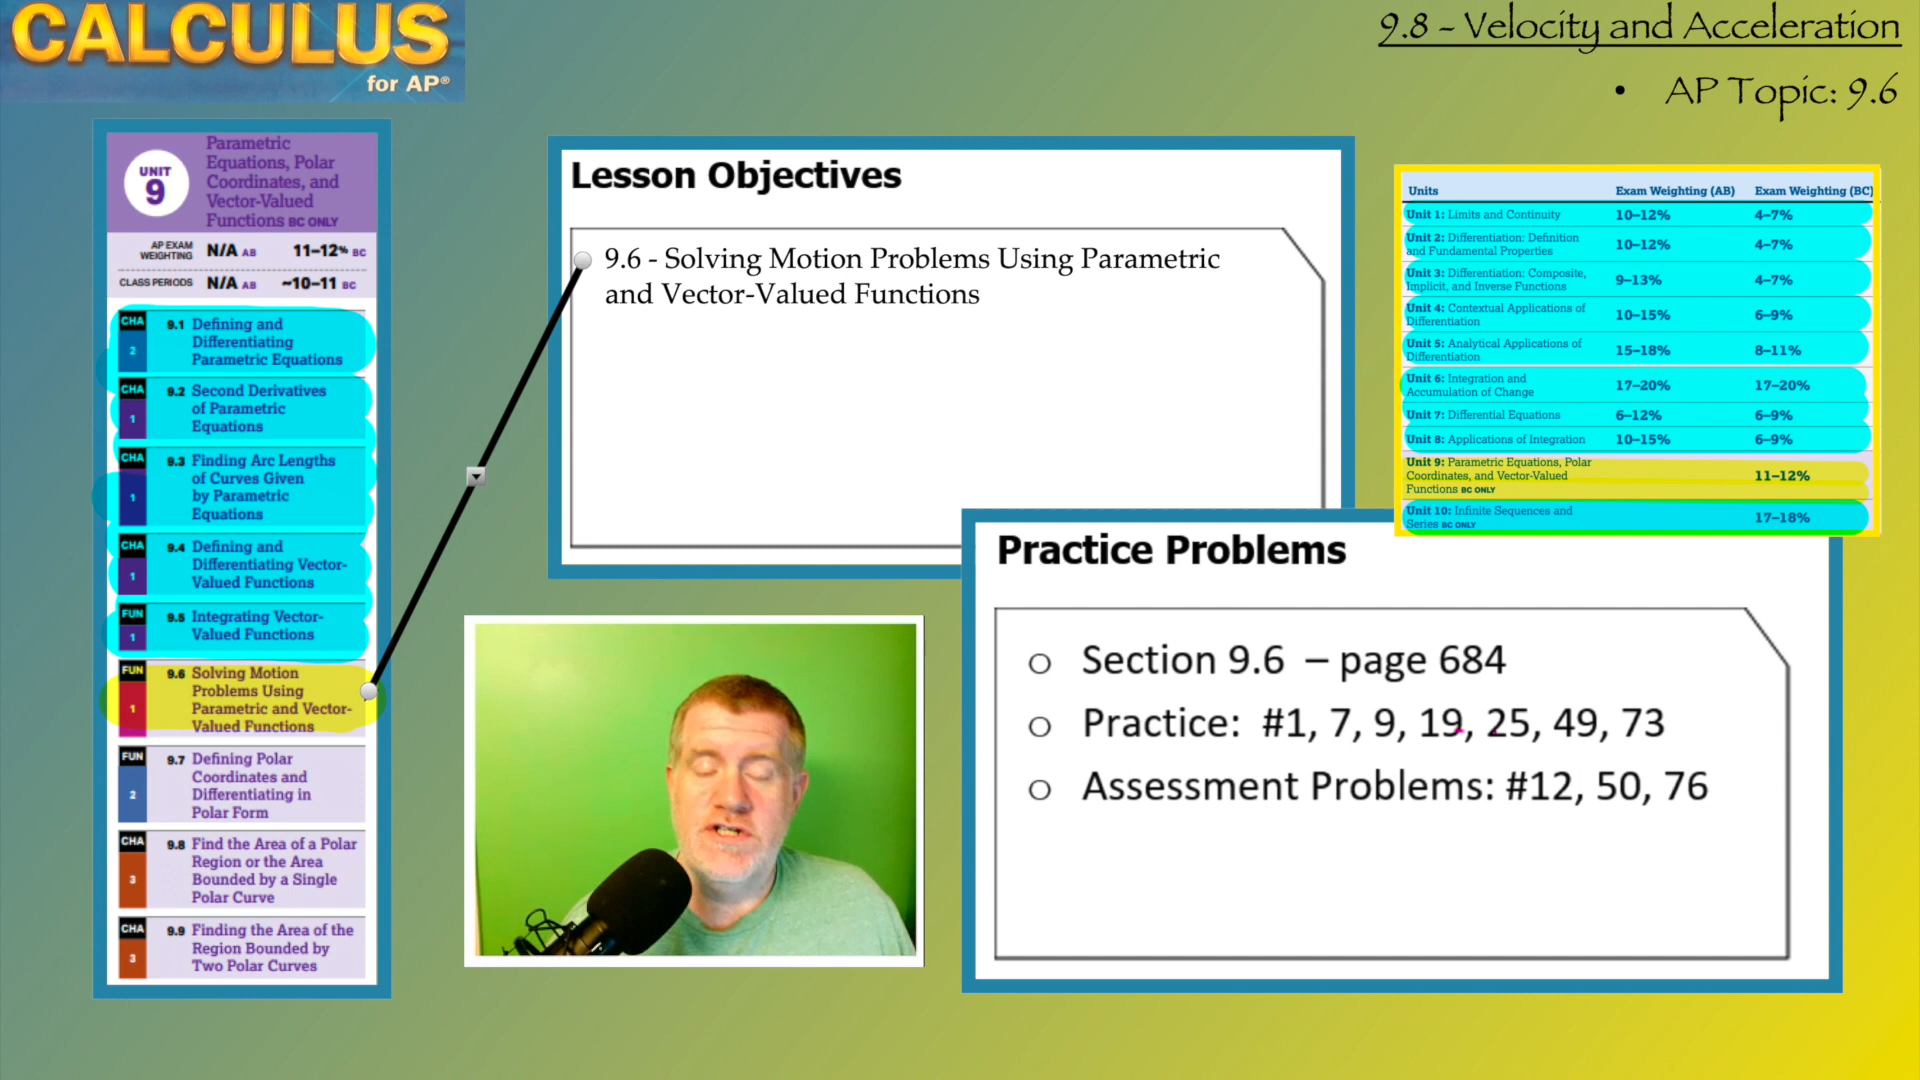 CALCULUS
for AP®
9.8 - Velocity and Acceleration
• AP Topic: 9.6
UNIT
9
Parametric
Equations, Polar
Coordinates, and
Vector-Valued
Functions BC ONLY
AP EXAM
WEIGHTING
N/A AB
11–12% BC
CLASS PERIODS
N/A AB
~10–11 BC
CHA
2
9.1 Defining and
Differentiating
Parametric Equations
CHA
1
9.2 Second Derivatives
of Parametric
Equations
CHA
1
9.3 Finding Arc Lengths
of Curves Given
by Parametric
Equations
CHA
1
9.4 Defining and
Differentiating Vector-
Valued Functions
FUN
1
9.5 Integrating Vector-
Valued Functions
FUN
1
9.6 Solving Motion
Problems Using
Parametric and Vector-
Valued Functions
FUN
2
9.7 Defining Polar
Coordinates and
Differentiating in
Polar Form
CHA
3
9.8 Find the Area of a Polar
Region or the Area
Bounded by a Single
Polar Curve
CHA
3
9.9 Finding the Area of the
Region Bounded by
Two Polar Curves
Lesson Objectives
9.6 - Solving Motion Problems Using Parametric
and Vector-Valued Functions
Units Exam Weighting (AB) Exam Weighting (BC)
Unit 1: Limits and Continuity 10–12% 4–7%
Unit 2: Differentiation: Definition
and Fundamental Properties 10–12% 4–7%
Unit 3: Differentiation: Composite,
Implicit, and Inverse Functions 9–13% 4–7%
Unit 4: Contextual Applications of
Differentiation 10–15% 6–9%
Unit 5: Analytical Applications of
Differentiation 15–18% 8–11%
Unit 6: Integration and
Accumulation of Change 17–20% 17–20%
Unit 7: Differential Equations 6–12% 6–9%
Unit 8: Applications of Integration 10–15% 6–9%
Unit 9: Parametric Equations, Polar
Coordinates, and Vector-Valued
Functions BC ONLY 11–12%
Unit 10: Infinite Sequences and
Series BC ONLY 17–18%
Practice Problems
o Section 9.6 – page 684
o Practice: #1, 7, 9, 19, 25, 49, 73
o Assessment Problems: #12, 50, 76